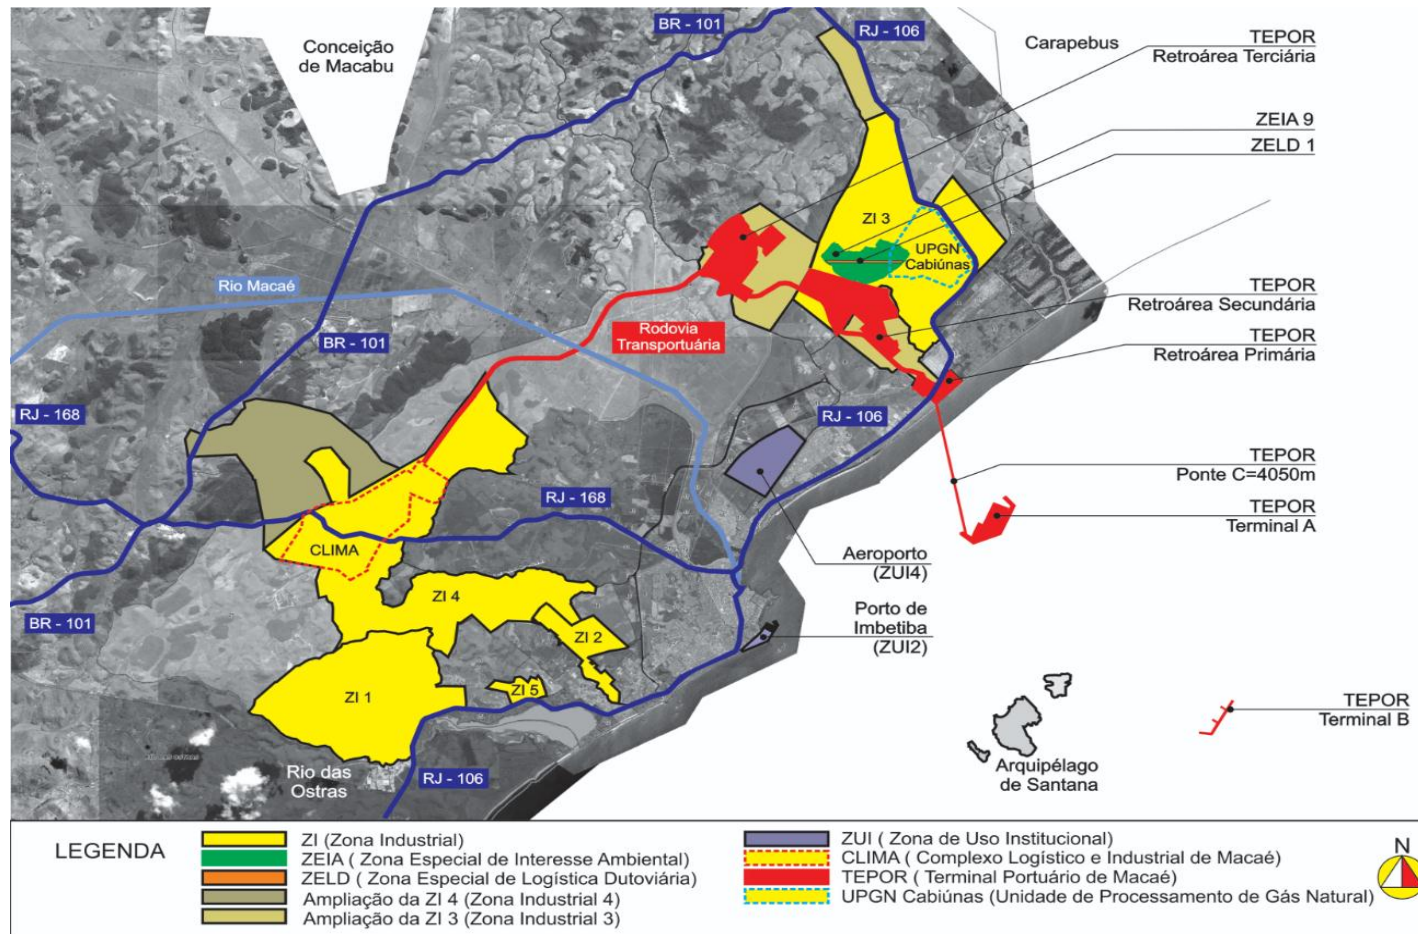 BR - 101
RJ - 106
Conceição
de Macabu
Carapebus
TEPOR
Retroárea Terciária
ZEIA 9
ZELD 1
ZI 3
UPGN
Cabiúnas
Rio Macaé
TEPOR
Retroárea Secundária
Rodovia
Transportuária
BR - 101
TEPOR
Retroárea Primária
RJ - 168
RJ - 106
TEPOR
Ponte C=4050m
RJ - 168
TEPOR
Terminal A
CLIMA
Aeroporto
(ZUI4)
ZI 4
BR - 101
Porto de
Imbetiba
(ZUI2)
ZI 2
ZI 1
ZI 5
TEPOR
Terminal B
Rio das
Ostras
RJ - 106
Arquipélago
de Santana
LEGENDA
ZI (Zona Industrial)
ZEIA ( Zona Especial de Interesse Ambiental)
ZELD ( Zona Especial de Logística Dutoviária)
Ampliação da ZI 4 (Zona Industrial 4)
Ampliação da ZI 3 (Zona Industrial 3)
ZUI ( Zona de Uso Institucional)
CLIMA ( Complexo Logístico e Industrial de Macaé)
TEPOR ( Terminal Portuário de Macaé)
UPGN Cabiúnas (Unidade de Processamento de Gás Natural)
N